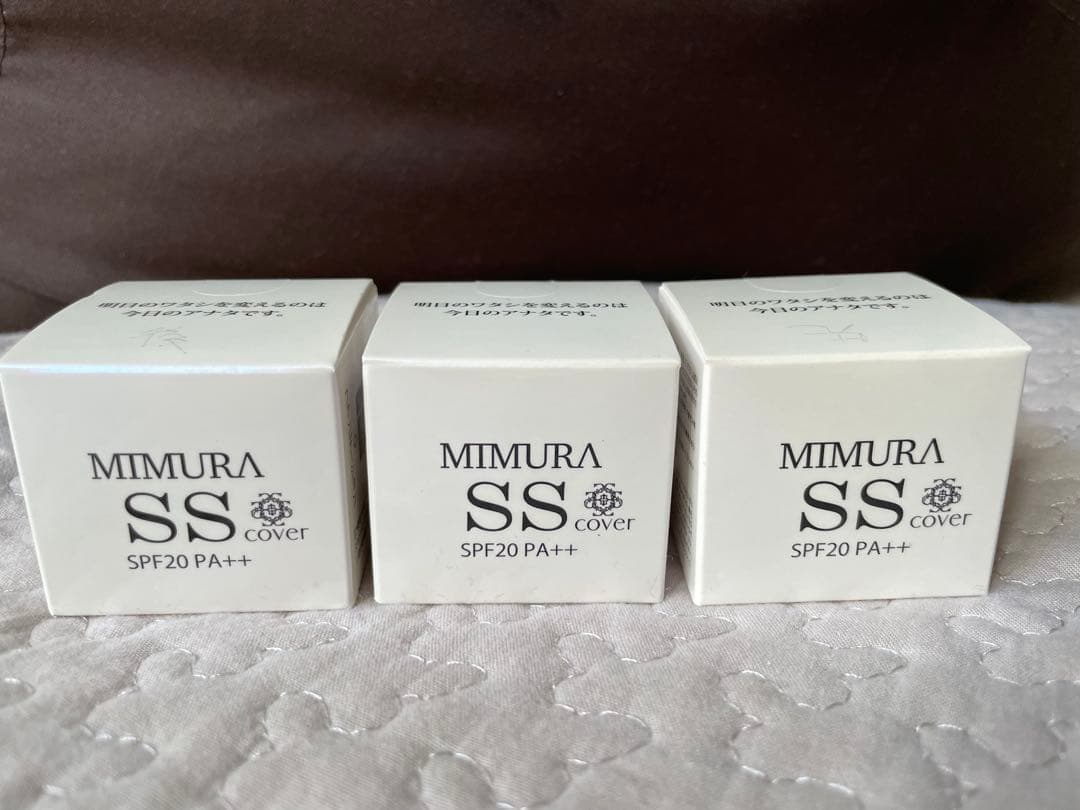 明日のワタシを変えるのは
今日のアナタです。
MIMURA
SS
cover
SPF20 PA++
明日のワタシを変えるのは
今日のアナタです。
MIMURA
SS
cover
SPF20 PA++
明日のワタシを変えるのは
今日のアナタです。
MIMURA
SS
cover
SPF20 PA++